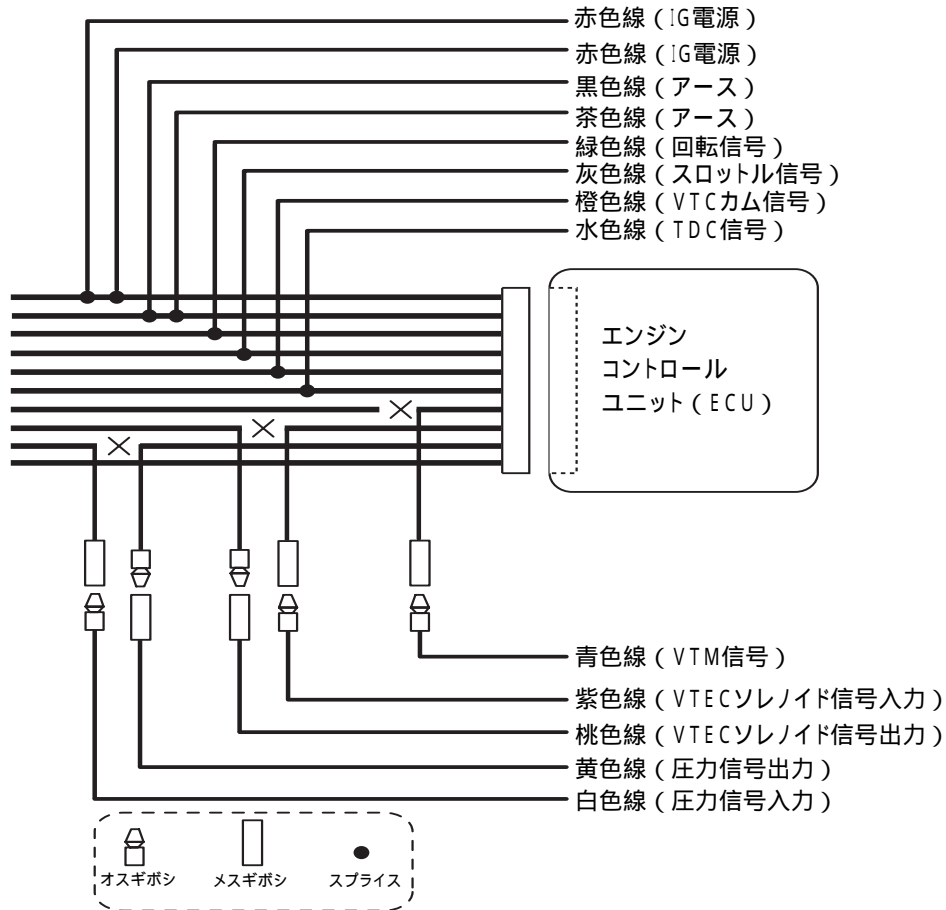 赤色線(IG電源)
赤色線(IG電源)
黒色線(アース)
茶色線(アース)
緑色線(回転信号)
灰色線(スロットル信号)
橙色線(VTCカム信号)
水色線(TDC信号)
エンジン
コントロール
ユニット(ECU)
青色線(VTM信号)
紫色線(VTECソレノイド信号入力)
桃色線(VTECソレノイド信号出力)
黄色線(圧力信号出力)
白色線(圧力信号入力)
オスギボシ メスギボシ スプライス